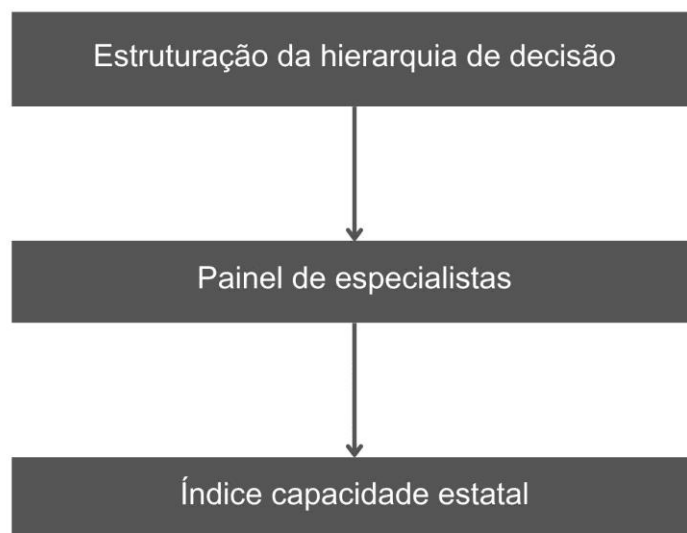 Estruturação da hierarquia de decisão
Painel de especialistas
Índice capacidade estatal